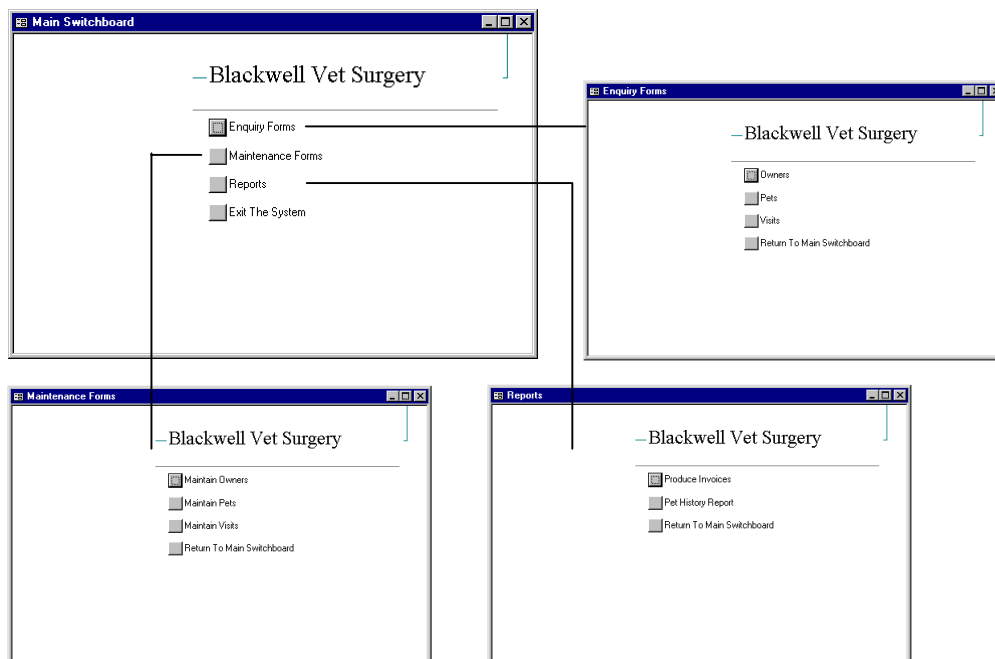 Main Switchboard
Blackwell Vet Surgery
Enquiry Forms
Maintenance Forms
Reports
Exit The System
Enquiry Forms
Blackwell Vet Surgery
Owners
Pets
Visits
Return To Main Switchboard
Maintenance Forms
Blackwell Vet Surgery
Maintain Owners
Maintain Pets
Maintain Visits
Return To Main Switchboard
Reports
Blackwell Vet Surgery
Produce Invoices
Pet History Report
Return To Main Switchboard